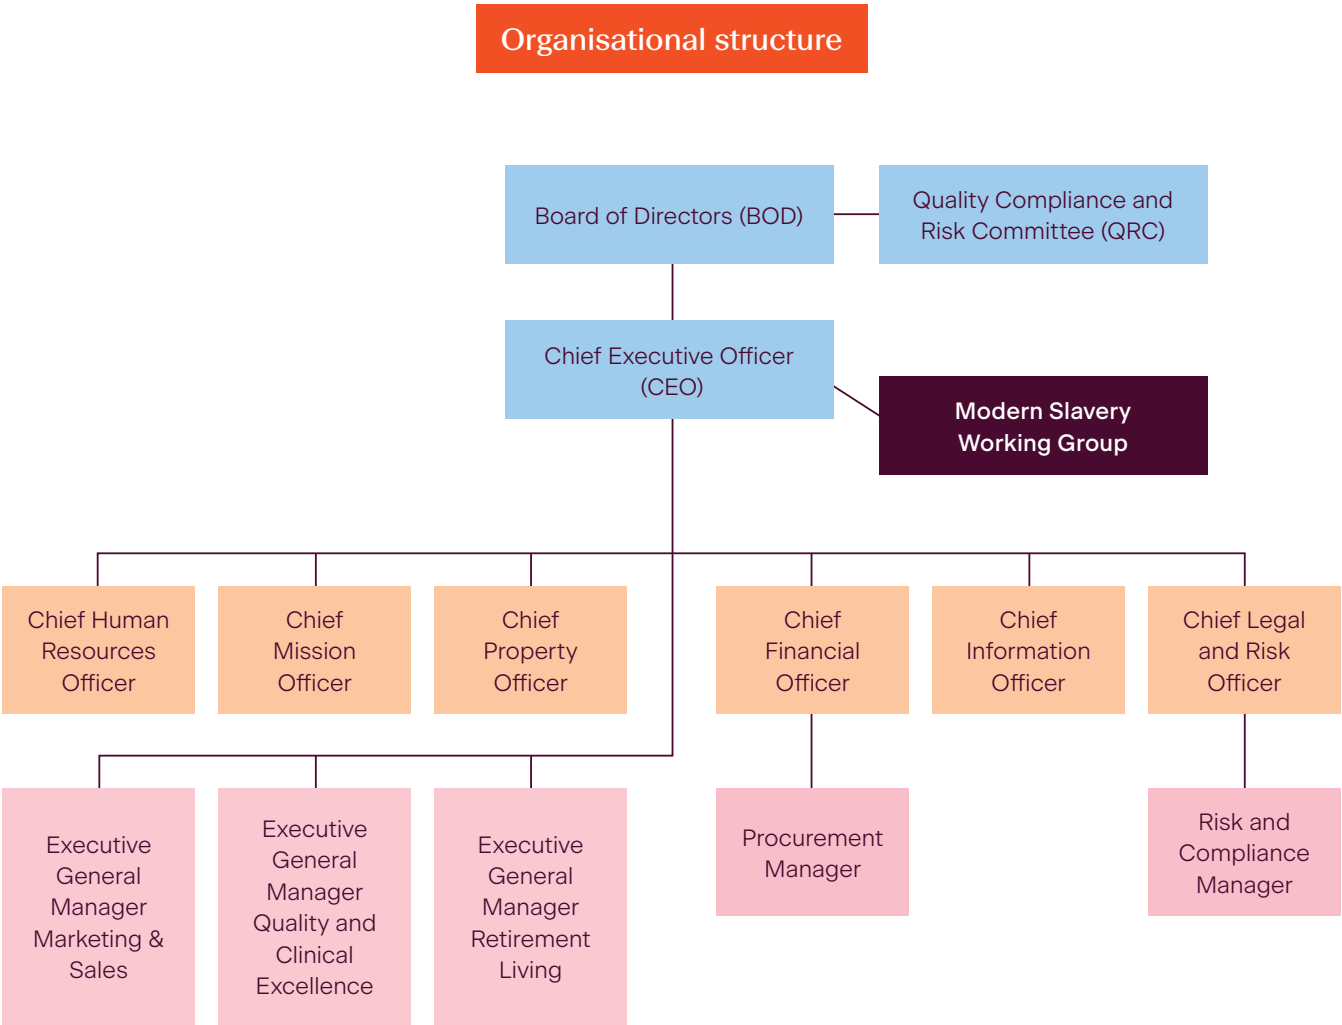 Organisational structure
Board of Directors (BOD)
Quality Compliance and
Risk Committee (QRC)
Chief Executive Officer
(CEO)
Modern Slavery
Working Group
Chief Human
Resources
Officer
Chief
Mission
Officer
Chief
Property
Officer
Chief
Financial
Officer
Chief
Information
Officer
Chief Legal
and Risk
Officer
Executive
General
Manager
Marketing &
Sales
Executive
General
Manager
Quality and
Clinical
Excellence
Executive
General
Manager
Retirement
Living
Procurement
Manager
Risk and
Compliance
Manager